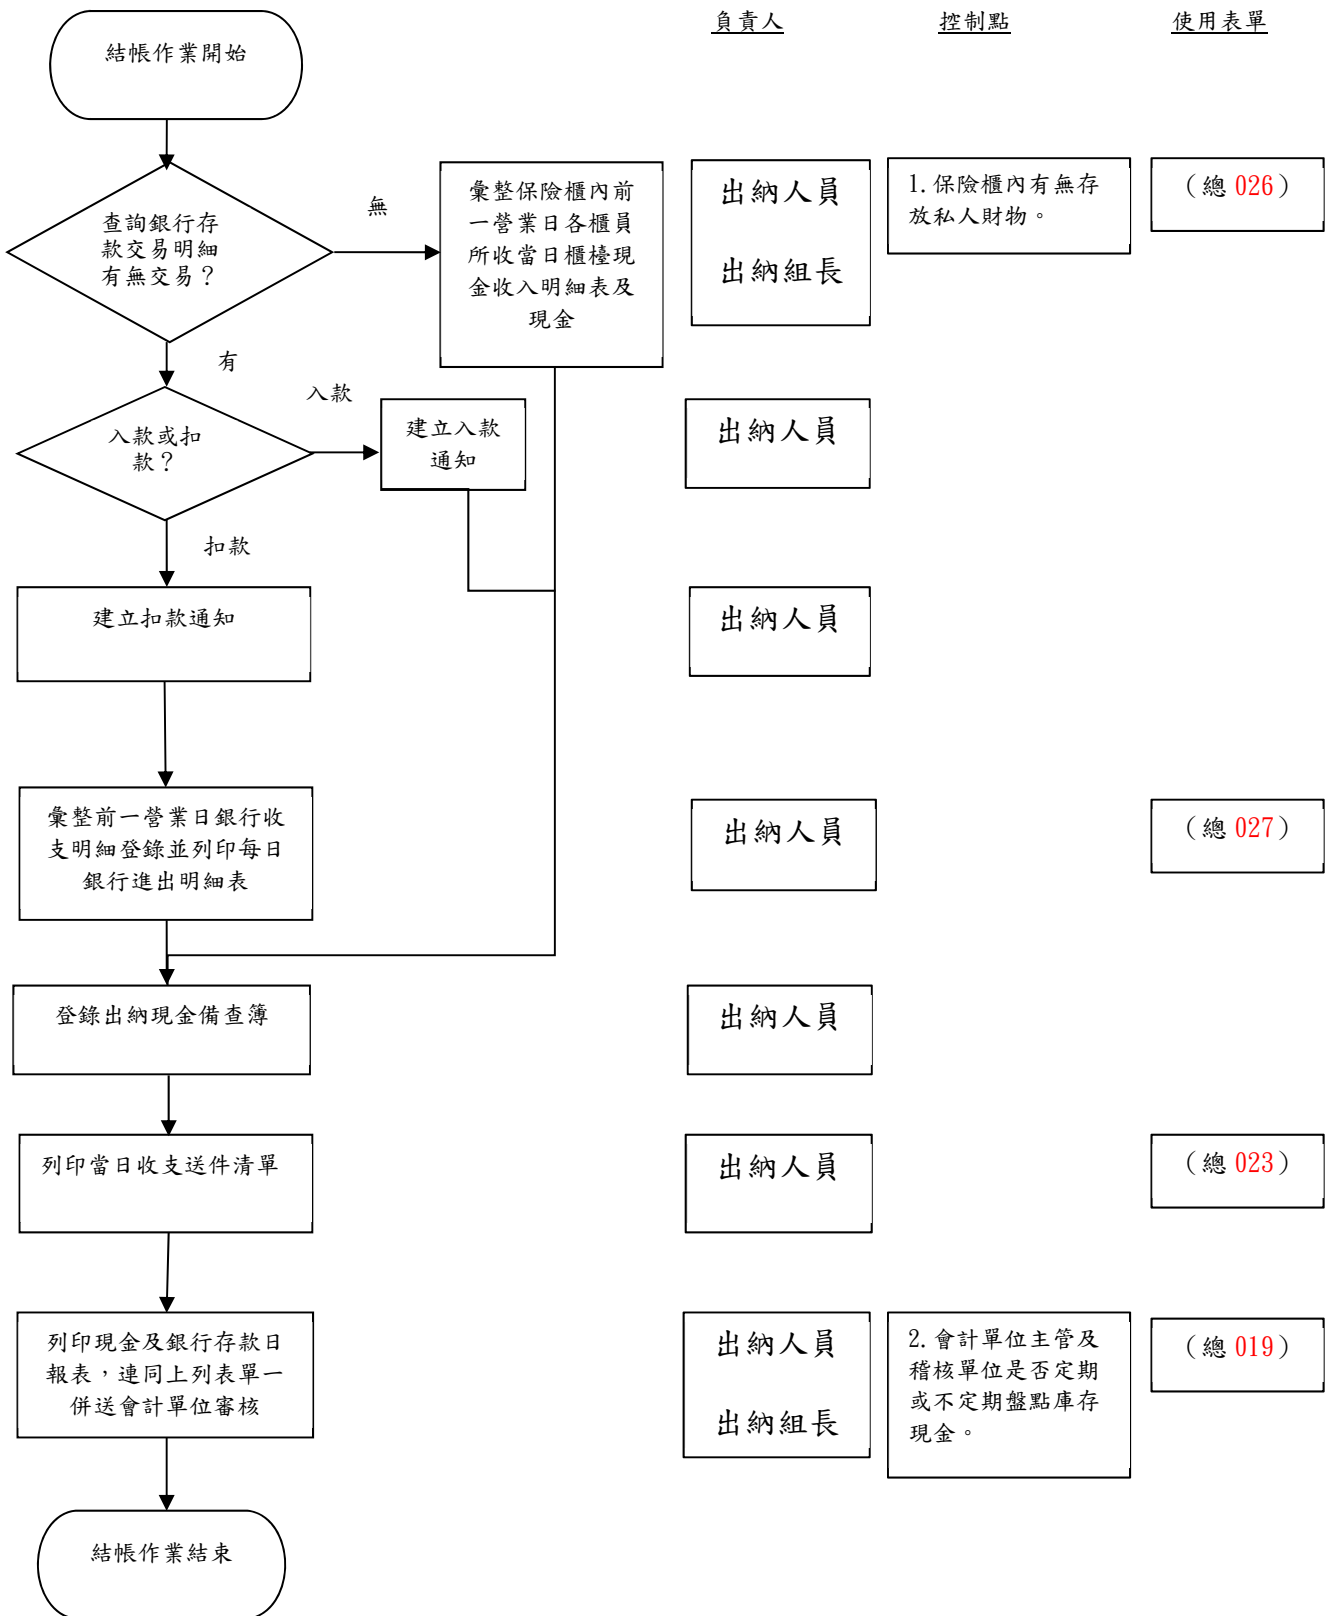 負責人
控制點
使用表單
結帳作業開始
查詢銀行存
款交易明細
有無交易？
無
彙整保險櫃內前
一營業日各櫃員
所收當日櫃檯現
金收入明細表及
現金
出納人員
出納組長
1.保險櫃內有無存
放私人財物。
（總 026）
有
入款或扣
款？
入款
建立入款
通知
出納人員
扣款
建立扣款通知
出納人員
彙整前一營業日銀行收
支明細登錄並列印每日
銀行進出明細表
出納人員
（總 027）
登錄出納現金備查簿
出納人員
列印當日收支送件清單
出納人員
（總 023）
列印現金及銀行存款日
報表，連同上列表單一
併送會計單位審核
出納人員
出納組長
2.會計單位主管及
稽核單位是否定期
或不定期盤點庫存
現金。
（總 019）
結帳作業結束